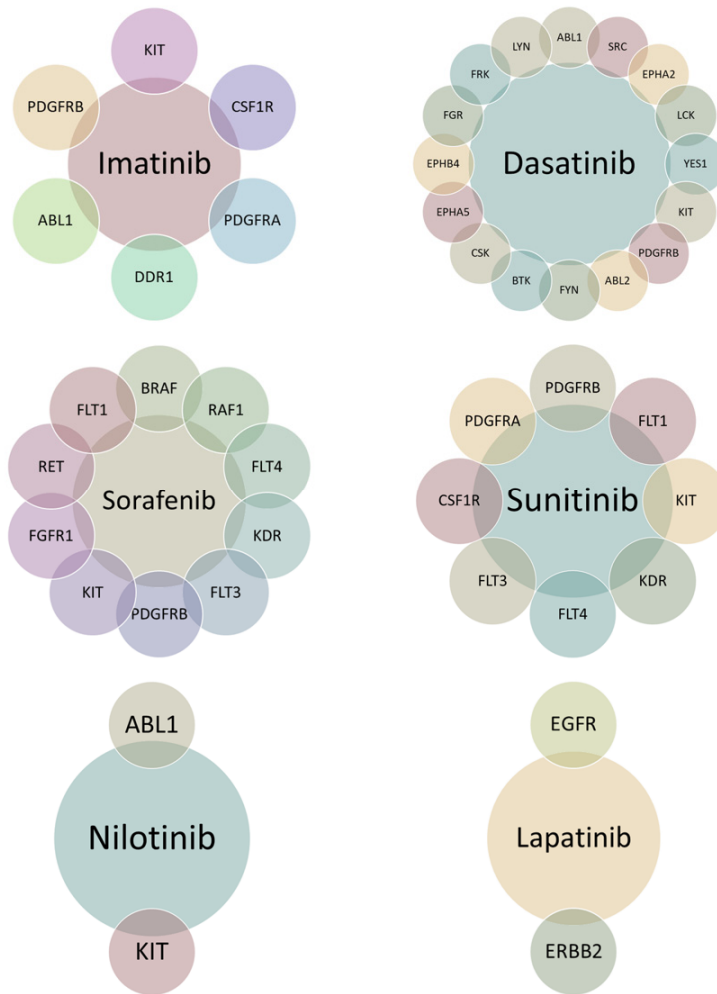 KIT
CSF1R
PDGFRA
DDR1
ABL1
PDGFRB
Imatinib
ABL1
SRC
EPHA2
LCK
YES1
KIT
PDGFRB
ABL2
FYN
BTK
CSK
EPHA5
EPHB4
FGR
FRK
LYN
Dasatinib
BRAF
RAF1
FLT4
KDR
FLT3
PDGFRB
KIT
FGFR1
RET
FLT1
Sorafenib
PDGFRB
FLT1
KIT
KDR
FLT4
FLT3
CSF1R
PDGFRA
Sunitinib
ABL1
Nilotinib
KIT
EGFR
Lapatinib
ERBB2